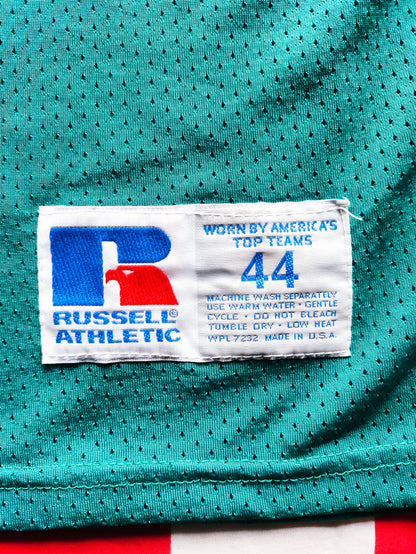 RUSSELL®
ATHLETIC
WORN BY AMERICA'S
TOP TEAMS
44
MACHINE WASH SEPARATELY
USE WARM WATER • GENTLE
CYCLE • DO NOT BLEACH
TUMBLE DRY • LOW HEAT
WPL 7232 MADE IN U.S.A.